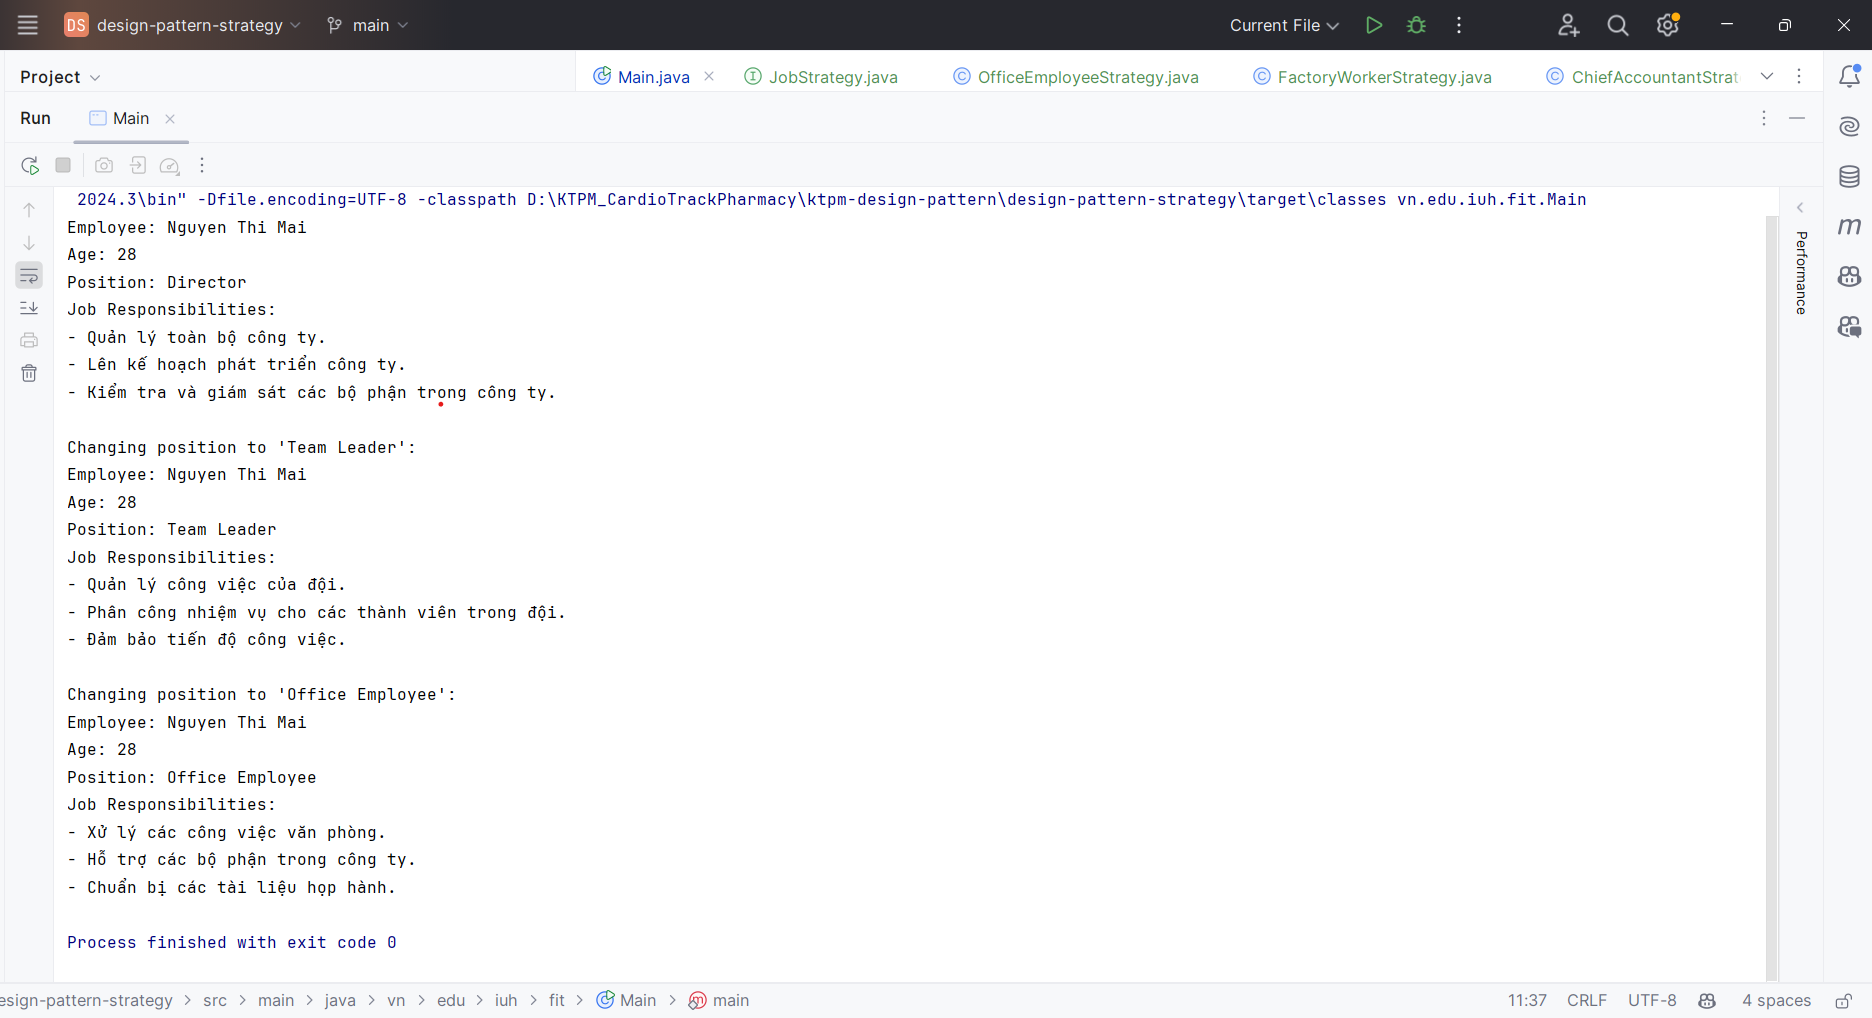 DS design-pattern-strategy main Current File
Project Main.java JobStrategy.java OfficeEmployeeStrategy.java FactoryWorkerStrategy.java ChiefAccountantStrat
Run Main
2024.3\bin" -Dfile.encoding=UTF-8 -classpath D:\KTPM_CardioTrackPharmacy\ktpm-design-pattern\design-pattern-strategy\target\classes vn.edu.iuh.fit.Main
Employee: Nguyen Thi Mai
Age: 28
Position: Director
Job Responsibilities:
- Quản lý toàn bộ công ty.
- Lên kế hoạch phát triển công ty.
- Kiểm tra và giám sát các bộ phận trong công ty.
Changing position to 'Team Leader':
Employee: Nguyen Thi Mai
Age: 28
Position: Team Leader
Job Responsibilities:
- Quản lý công việc của đội.
- Phân công nhiệm vụ cho các thành viên trong đội.
- Đảm bảo tiến độ công việc.
Changing position to 'Office Employee':
Employee: Nguyen Thi Mai
Age: 28
Position: Office Employee
Job Responsibilities:
- Xử lý các công việc văn phòng.
- Hỗ trợ các bộ phận trong công ty.
- Chuẩn bị các tài liệu họp hành.
Process finished with exit code 0
Performance
esign-pattern-strategy > src > main > java > vn > edu > iuh > fit > Main > main 11:37 CRLF UTF-8 4 spaces